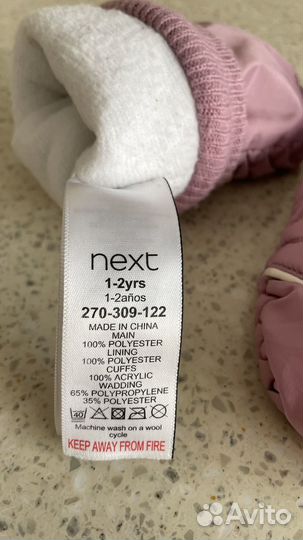 next
1-2yrs
1-2años
270-309-122
MADE IN CHINA
MAIN
100% POLYESTER
LINING
100% POLYESTER
CUFFS
100% ACRYLIC
WADDING
65% POLYPROPYLENE
35% POLYESTER
40
Machine wash on a wool
cycle
KEEP AWAY FROM FIRE
Avito